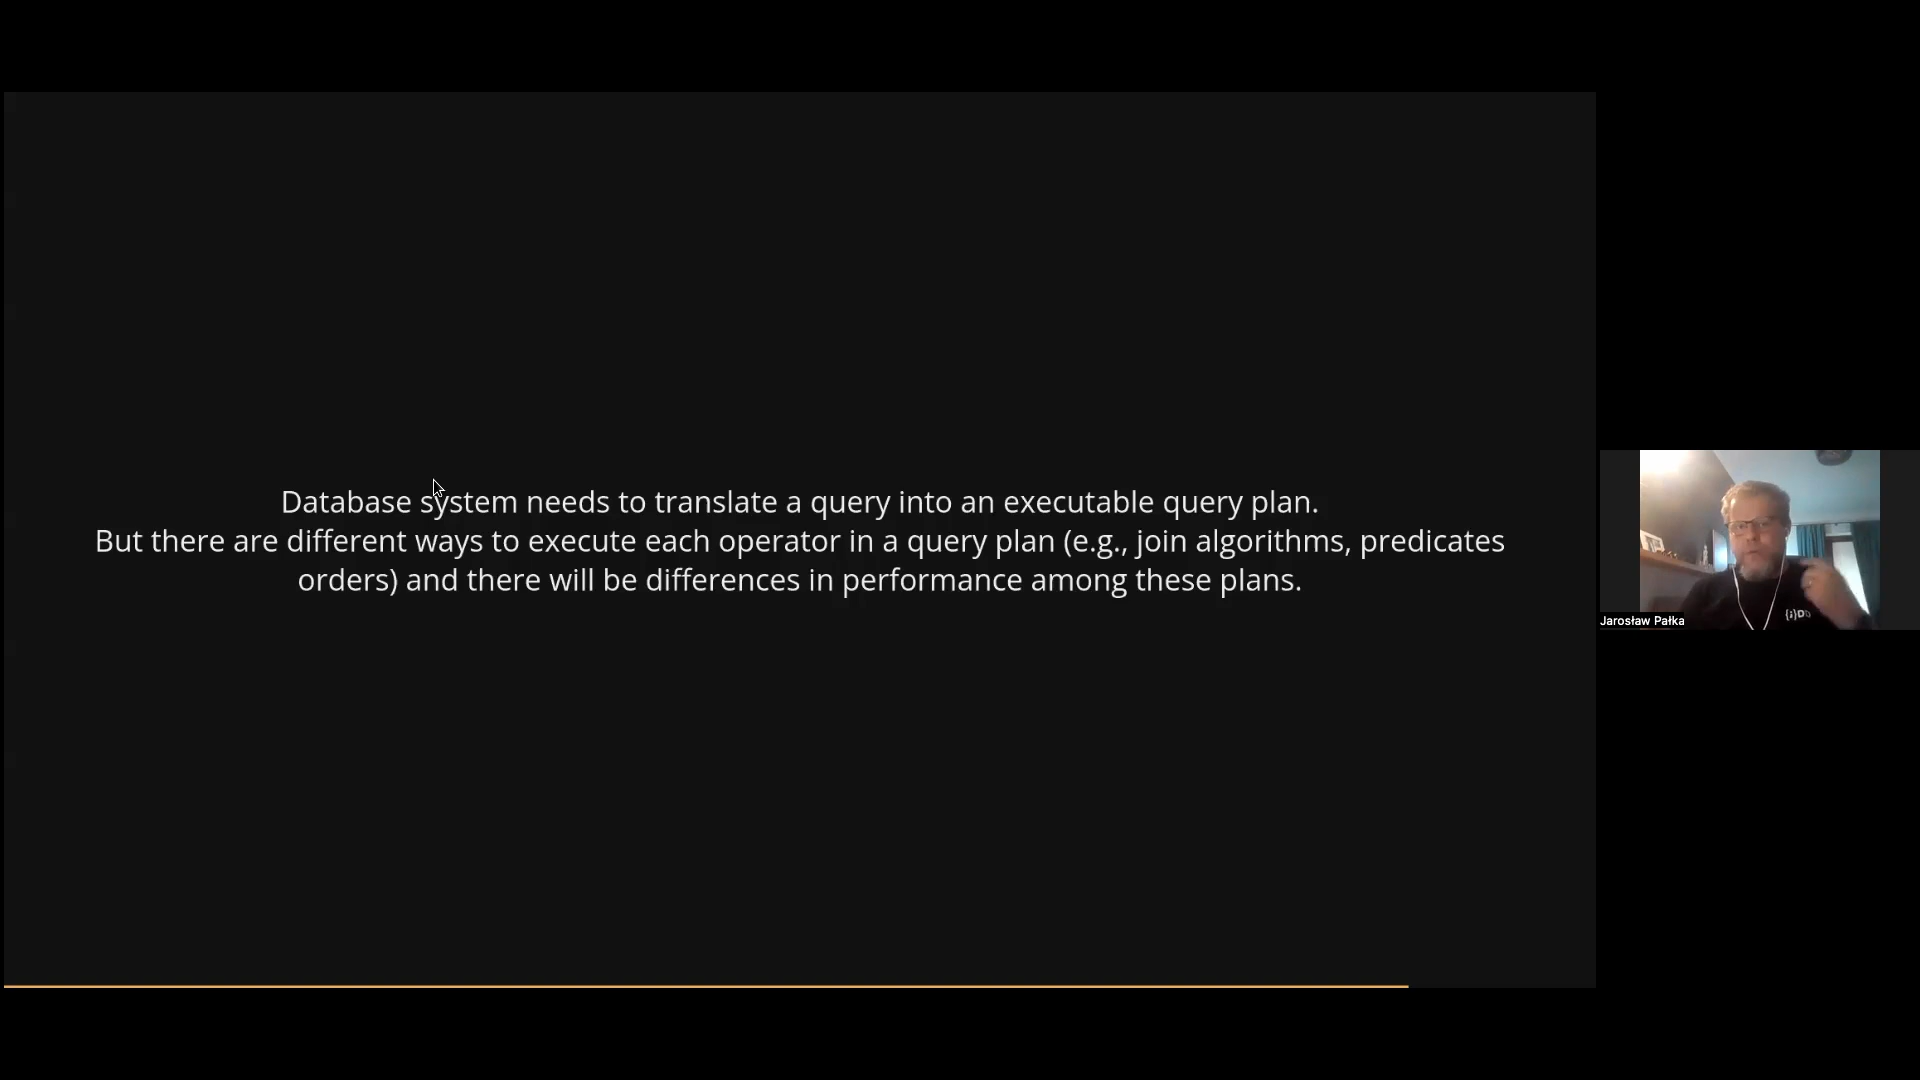 Database system needs to translate a query into an executable query plan.
But there are different ways to execute each operator in a query plan (e.g., join algorithms, predicates
orders) and there will be differences in performance among these plans.
Jarosław Pałka